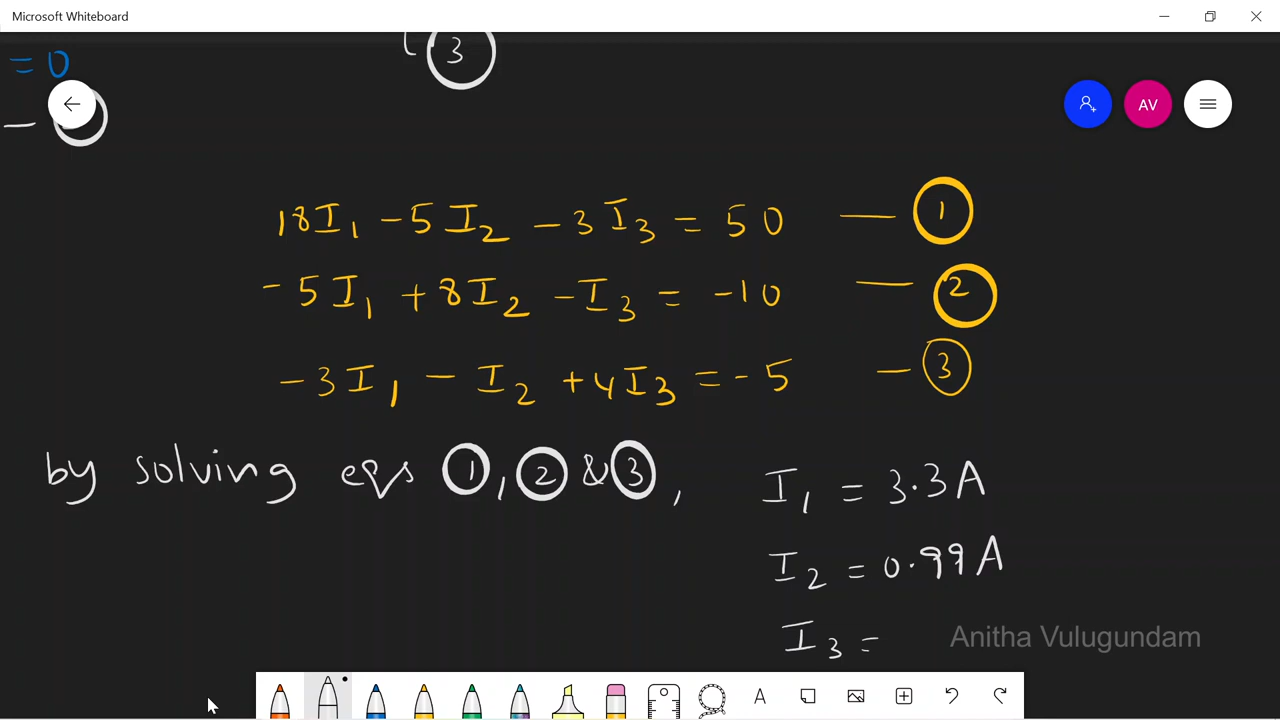 Microsoft Whiteboard
= 0
3
AV
18I₁ - 5I₂ - 3I₃ = 50 — 1
-5I₁ + 8I₂ - I₃ = -10 — 2
-3I₁ - I₂ + 4I₃ = -5 - 3
by solving eqs 1, 2 & 3,
I₁ = 3.3A
I₂ = 0.99A
I₃ =
Anitha Vulugundam
A